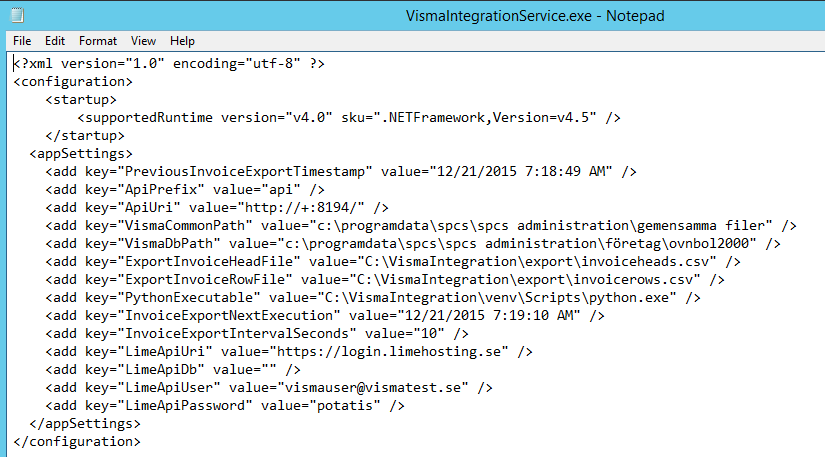 VismaIntegrationService.exe - Notepad
File Edit Format View Help
<?xml version="1.0" encoding="utf-8" ?>
<configuration>
    <startup>
        <supportedRuntime version="v4.0" sku=".NETFramework,Version=v4.5" />
    </startup>
  <appSettings>
    <add key="PreviousInvoiceExportTimestamp" value="12/21/2015 7:18:49 AM" />
    <add key="ApiPrefix" value="api" />
    <add key="ApiUri" value="http://+:8194/" />
    <add key="VismaCommonPath" value="c:\programdata\spcs\spcs administration\gemensamma filer" />
    <add key="VismaDbPath" value="c:\programdata\spcs\spcs administration\företag\ovnbol2000" />
    <add key="ExportInvoiceHeadFile" value="C:\VismaIntegration\export\invoiceheads.csv" />
    <add key="ExportInvoiceRowFile" value="C:\VismaIntegration\export\invoicerows.csv" />
    <add key="PythonExecutable" value="C:\VismaIntegration\venv\Scripts\python.exe" />
    <add key="InvoiceExportNextExecution" value="12/21/2015 7:19:10 AM" />
    <add key="InvoiceExportIntervalSeconds" value="10" />
    <add key="LimeApiUri" value="https://login.limehosting.se" />
    <add key="LimeApiDb" value="" />
    <add key="LimeApiUser" value="vismauser@vismatest.se" />
    <add key="LimeApiPassword" value="potatis" />
  </appSettings>
</configuration>